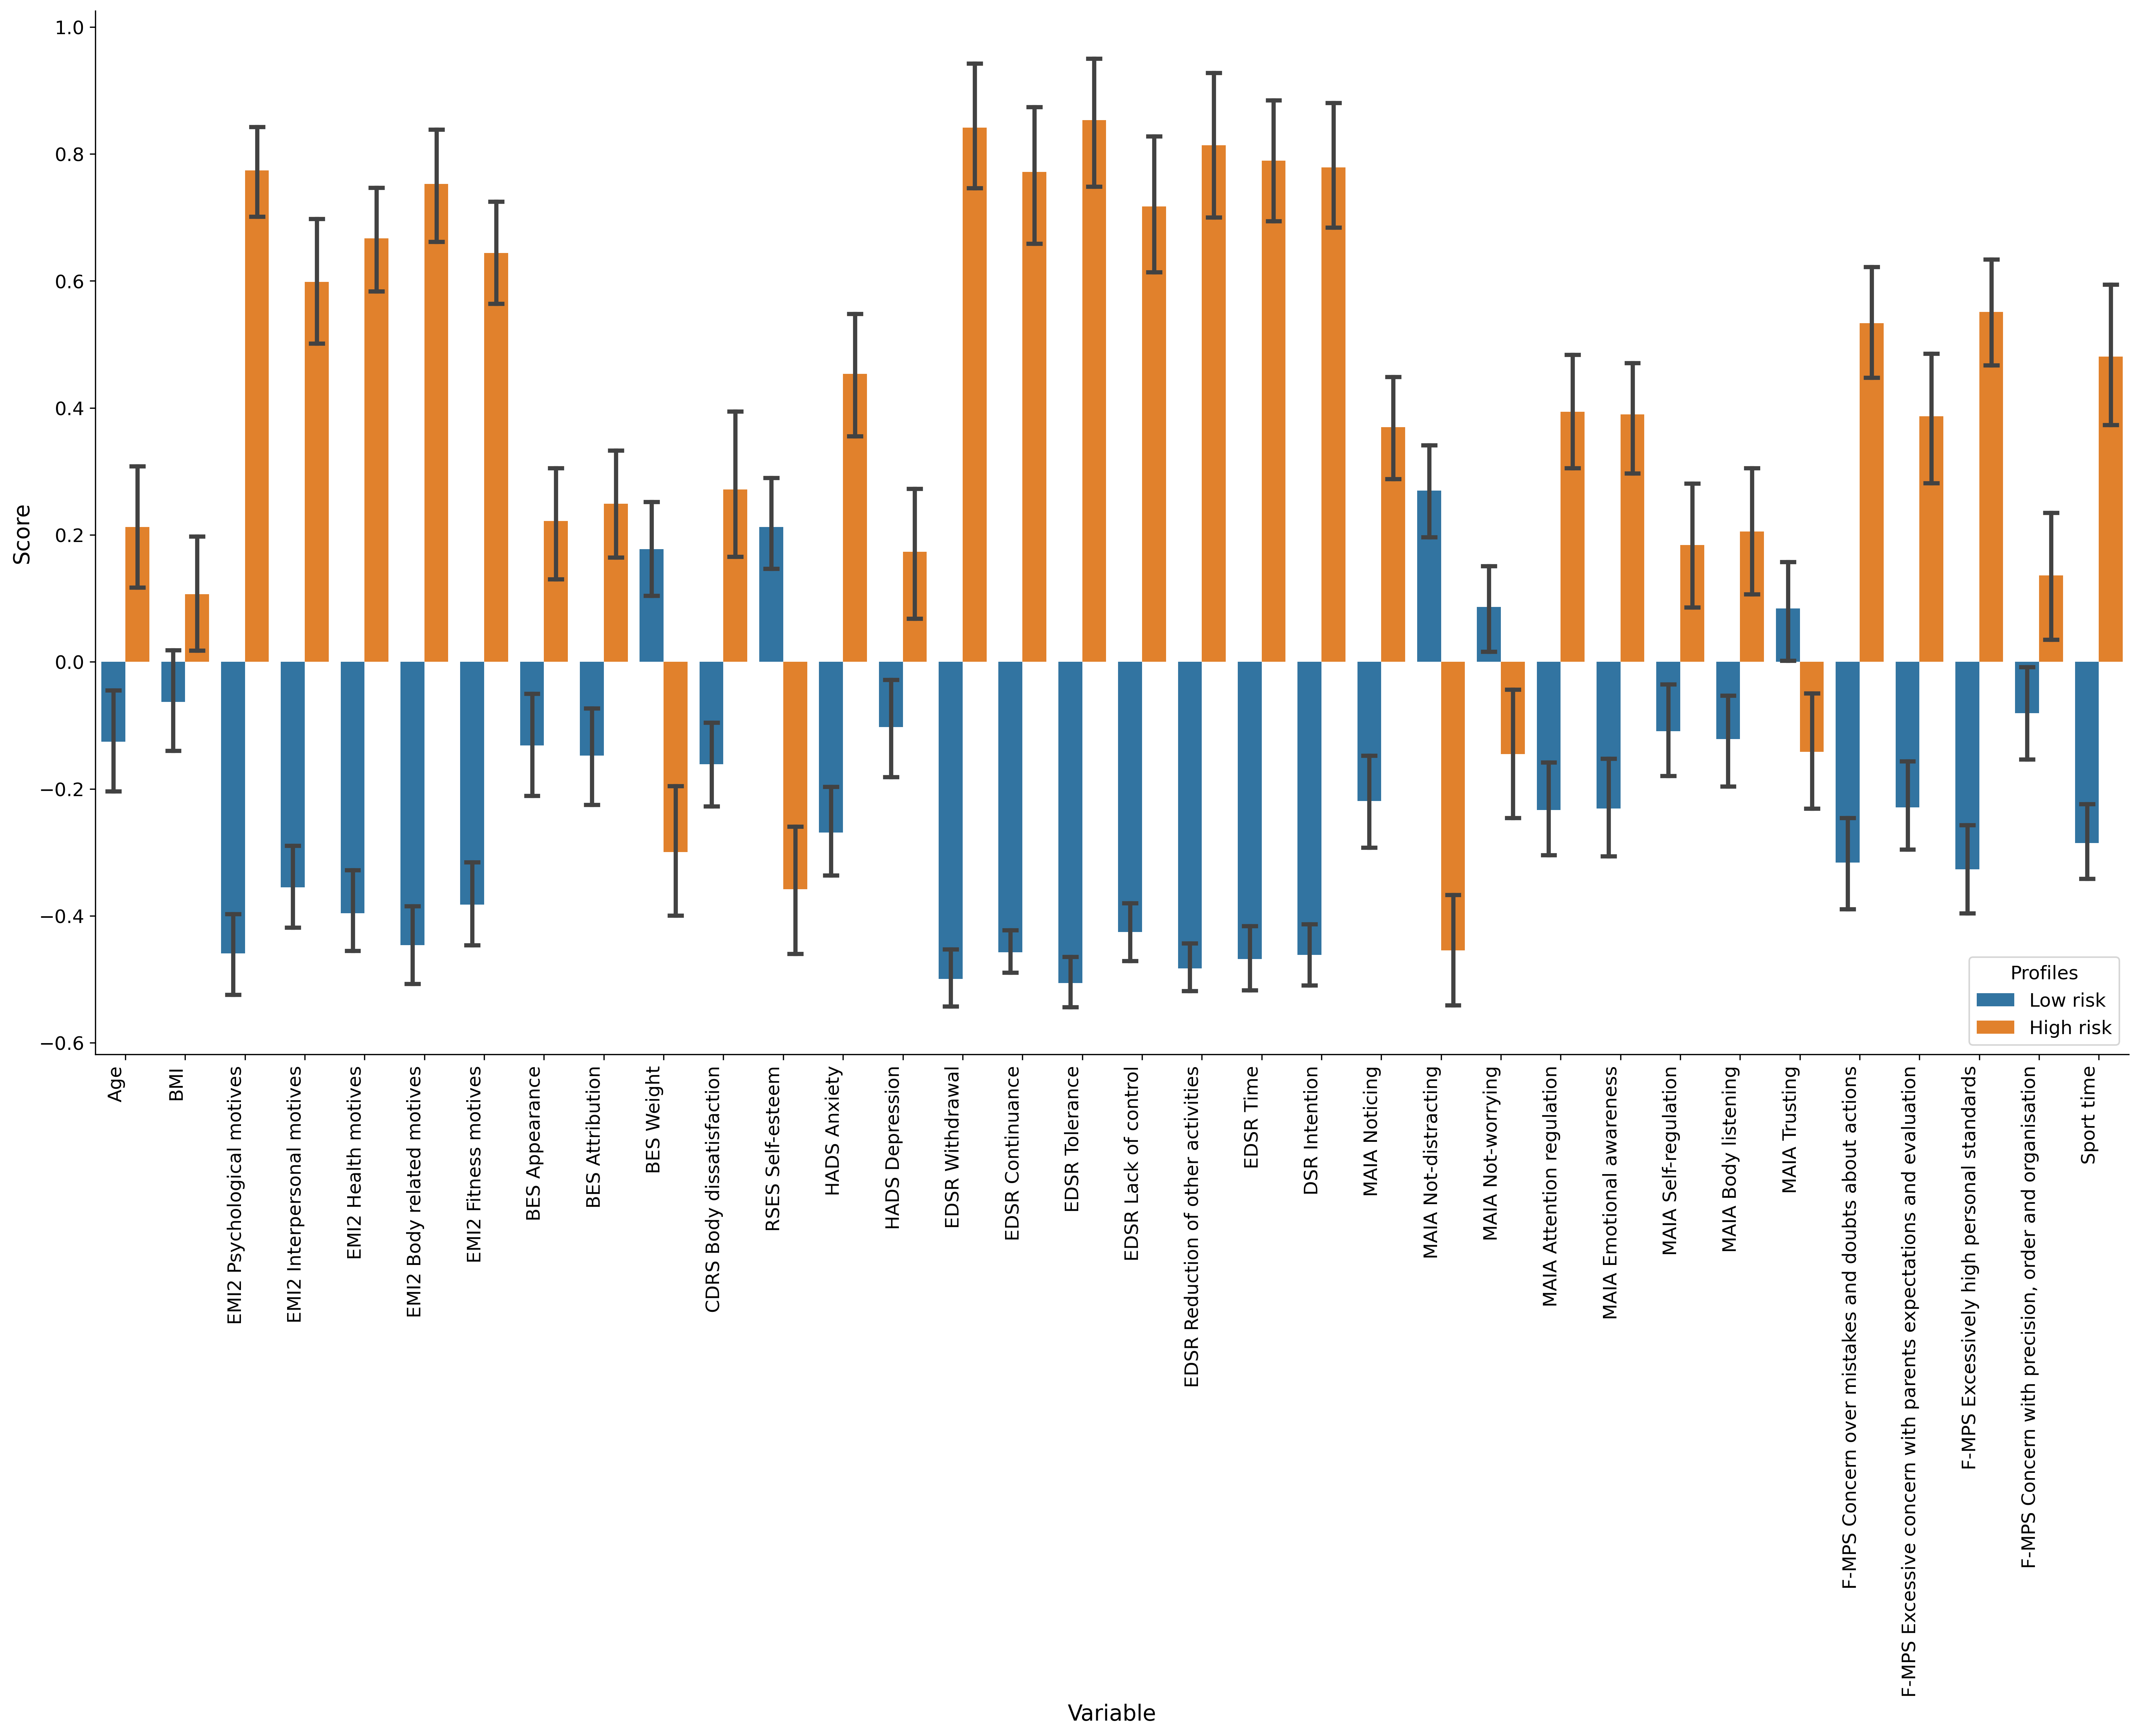 1.0
0.8
0.6
0.4
0.2
0.0
−0.2
−0.4
−0.6
Score
Profiles
Low risk
High risk
Age
BMI
EMI2 Psychological motives
EMI2 Interpersonal motives
EMI2 Health motives
EMI2 Body related motives
EMI2 Fitness motives
BES Appearance
BES Attribution
BES Weight
CDRS Body dissatisfaction
RSES Self-esteem
HADS Anxiety
HADS Depression
EDSR Withdrawal
EDSR Continuance
EDSR Tolerance
EDSR Lack of control
EDSR Reduction of other activities
EDSR Time
DSR Intention
MAIA Noticing
MAIA Not-distracting
MAIA Not-worrying
MAIA Attention regulation
MAIA Emotional awareness
MAIA Self-regulation
MAIA Body listening
MAIA Trusting
F-MPS Concern over mistakes and doubts about actions
F-MPS Excessive concern with parents expectations and evaluation
F-MPS Excessively high personal standards
F-MPS Concern with precision, order and organisation
Sport time
Variable